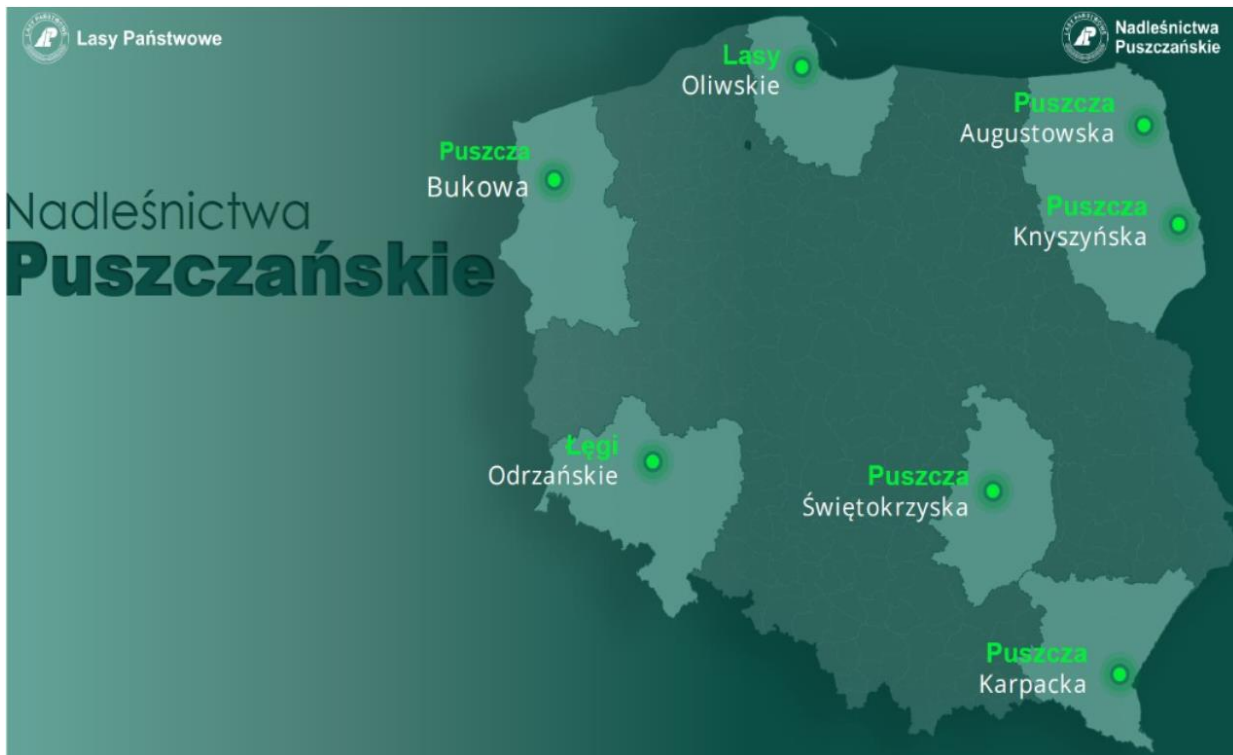 Lasy Państwowe
Nadleśnictwa
Puszczańskie
Lasy
Oliwskie
Puszcza
Augustowska
Puszcza
Bukowa
Nadleśnictwa
Puszczańskie
Puszcza
Knyszyńska
Łęgi
Odrzańskie
Puszcza
Świętokrzyska
Puszcza
Karpacka